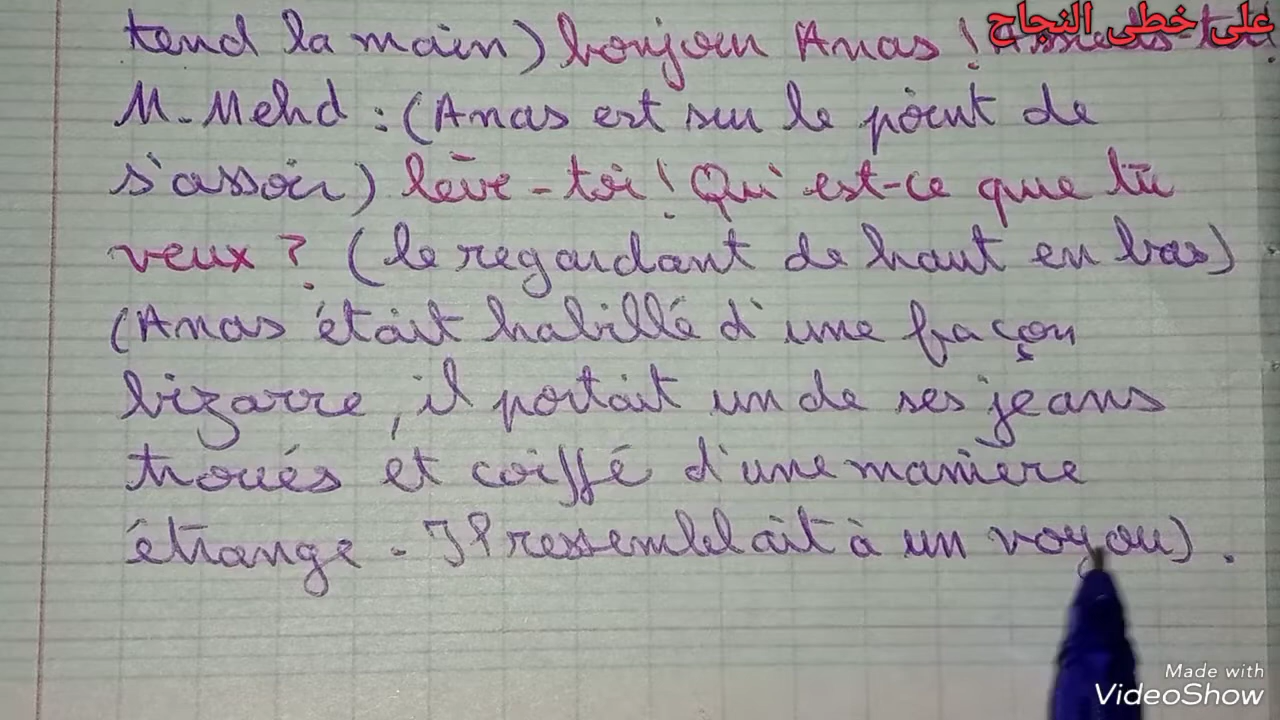 على خطى النجاح
tend la main) bonjour Anas !
M. Mehd : (Anas est sur le point de
s'assoir) lève-toi ! Qu'est-ce que tu
veux ? (le regardant de haut en bas)
(Anas était habillé d'une façon
bizarre, il portait un de ses jeans
troués et coiffé d'une manière
étrange. Il ressemblait à un voyou).
Made with
VideoShow